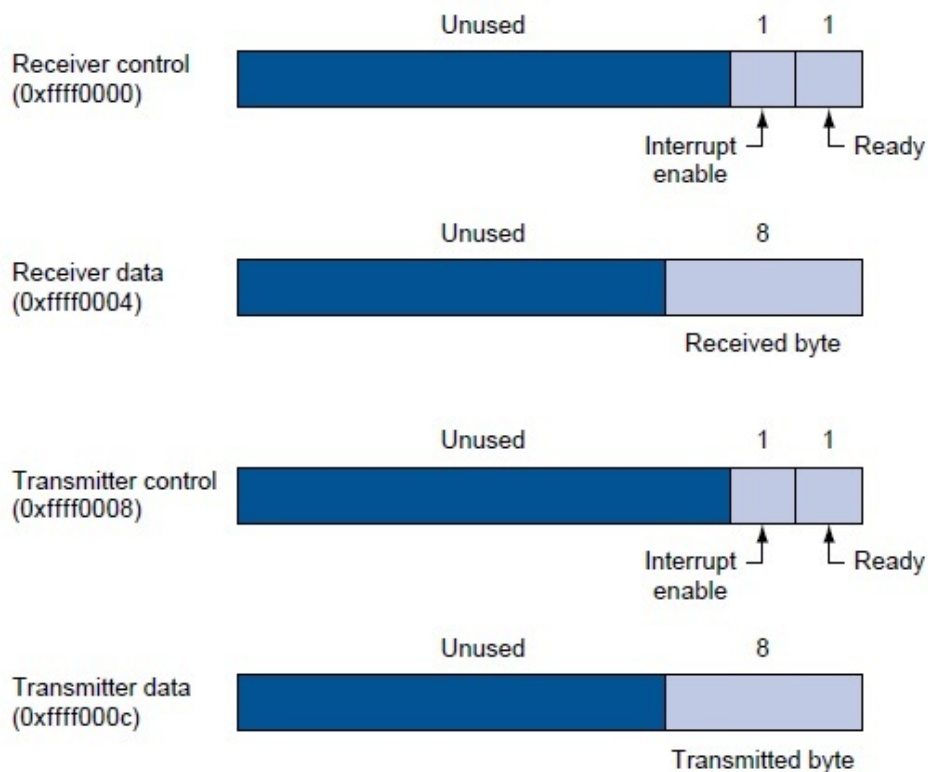 Unused 1 1
Receiver control
(0xffff0000)
Interrupt
enable
Ready
Unused 8
Receiver data
(0xffff0004)
Received byte
Unused 1 1
Transmitter control
(0xffff0008)
Interrupt
enable
Ready
Unused 8
Transmitter data
(0xffff000c)
Transmitted byte